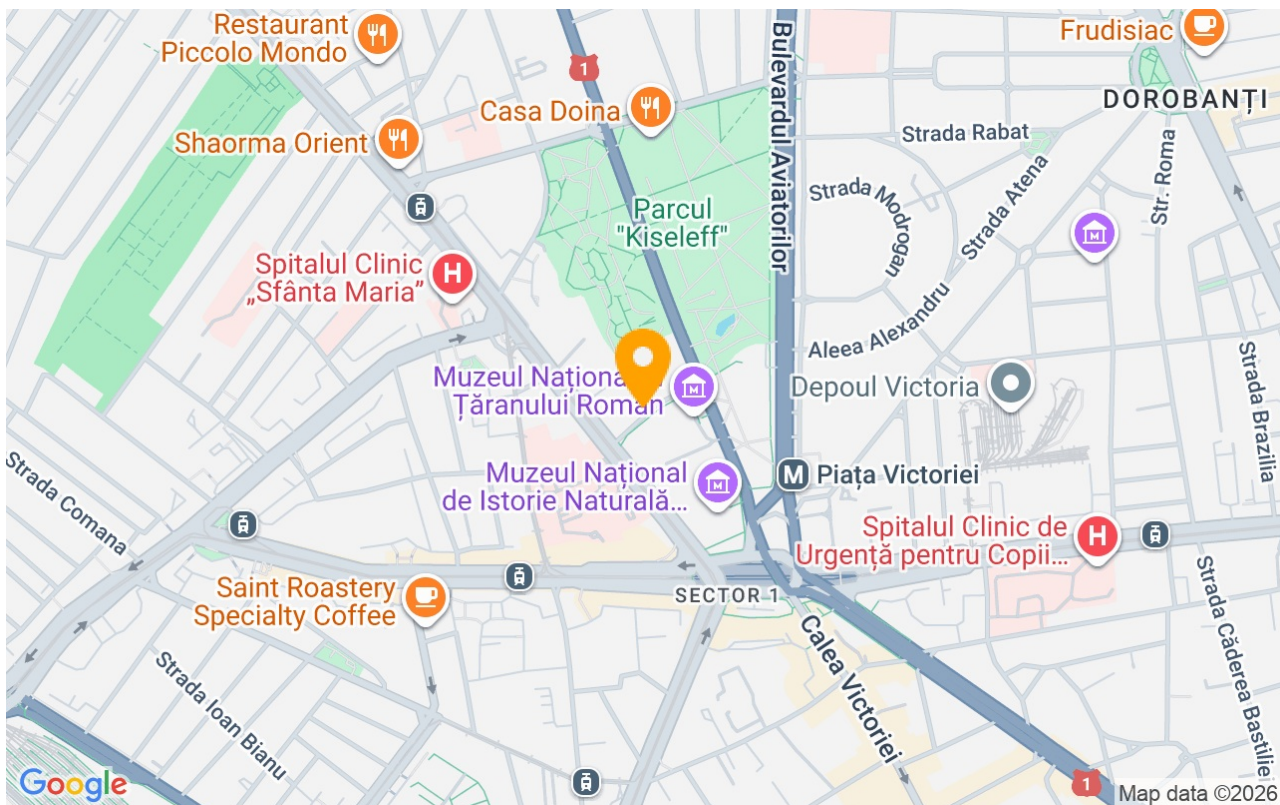 Restaurant
Piccolo Mondo
1
Frudisiac
Casa Doina
DOROBANȚI
Shaorma Orient
Bulevardul Aviatorilor
Strada Rabat
Str. Roma
Strada Modrogan
Strada Atena
Parcul
"Kiseleff"
M
Spitalul Clinic
„Sfânta Maria”
H
Aleea Alexandru
Muzeul Național
Țăranului Român
M
Depoul Victoria
Strada Brazilia
Strada Comana
Muzeul Național
de Istorie Naturală...
M
M
Piața Victoriei
Spitalul Clinic de
Urgență pentru Copii...
H
Saint Roastery
Specialty Coffee
SECTOR 1
Strada Căderea Bastiliei
Calea Victoriei
Strada Ioan Bianu
Google
1
Map data ©2026